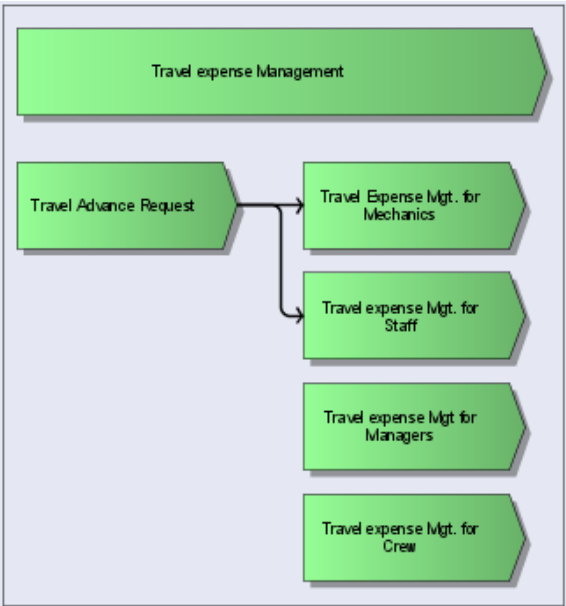 Travel expense Management
Travel Advance Request
Travel Expense Mgt. for
Mechanics
Travel expense Mgt. for
Staff
Travel expense Mgt for
Managers
Travel expense Mgt. for
Crew